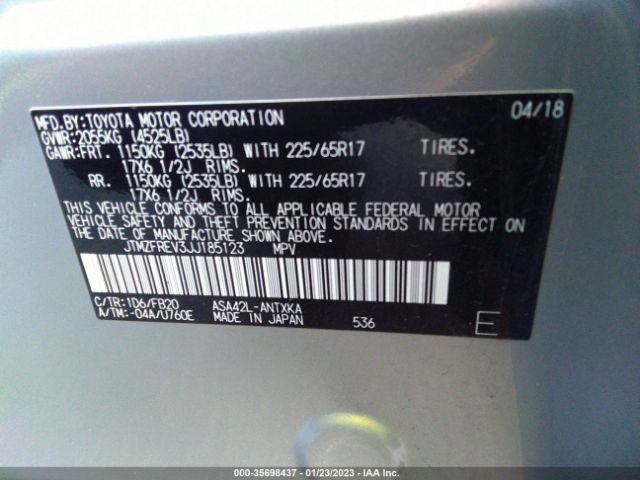 MFD.BY:TOYOTA MOTOR CORPORATION 04/18
GVWR:2055KG (4525LB)
GAWR:FRT. 1150KG (2535LB) WITH 225/65R17 TIRES.
17X6 1/2J RIMS.
RR. 1150KG (2535LB) WITH 225/65R17 TIRES.
17X6 1/2J RIMS.
THIS VEHICLE CONFORMS TO ALL APPLICABLE FEDERAL MOTOR
VEHICLE SAFETY AND THEFT PREVENTION STANDARDS IN EFFECT ON
THE DATE OF MANUFACTURE SHOWN ABOVE.
JTMZFREV3JJ185123 MPV
C/TR:1D6/FB20 ASA42L-ANTXKA
A/TM:-04A/U760E MADE IN JAPAN 536 E
000-35698437 - 01/23/2023 - IAA Inc.